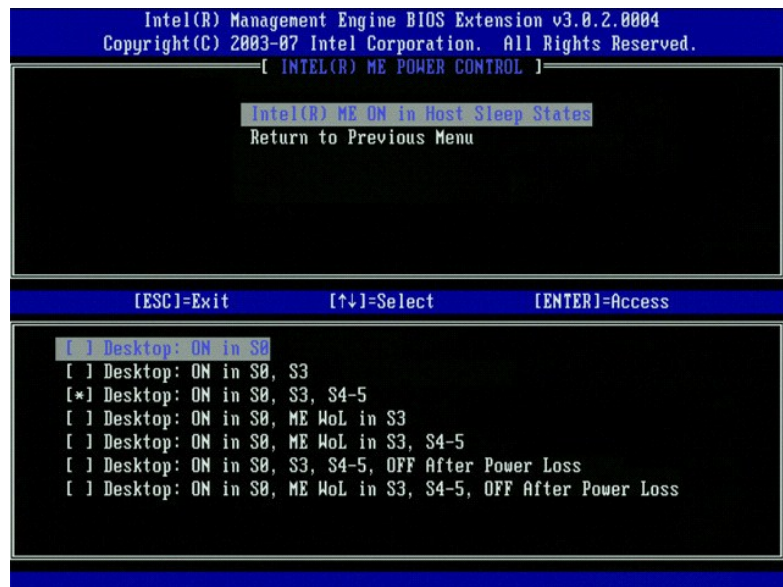 Intel(R) Management Engine BIOS Extension v3.0.2.0004
Copyright(C) 2003-07 Intel Corporation. All Rights Reserved.
[ INTEL(R) ME POWER CONTROL ]
Intel(R) ME ON in Host Sleep States
Return to Previous Menu
[ESC]=Exit [↑↓]=Select [ENTER]=Access
[ ] Desktop: ON in S0
[ ] Desktop: ON in S0, S3
[*] Desktop: ON in S0, S3, S4-5
[ ] Desktop: ON in S0, ME WoL in S3
[ ] Desktop: ON in S0, ME WoL in S3, S4-5
[ ] Desktop: ON in S0, S3, S4-5, OFF After Power Loss
[ ] Desktop: ON in S0, ME WoL in S3, S4-5, OFF After Power Loss